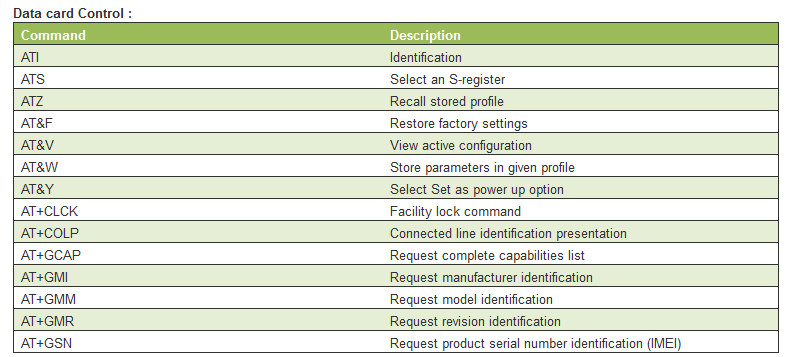 Data card Control :
Command Description
ATI Identification
ATS Select an S-register
ATZ Recall stored profile
AT&F Restore factory settings
AT&V View active configuration
AT&W Store parameters in given profile
AT&Y Select Set as power up option
AT+CLCK Facility lock command
AT+COLP Connected line identification presentation
AT+GCAP Request complete capabilities list
AT+GMI Request manufacturer identification
AT+GMM Request model identification
AT+GMR Request revision identification
AT+GSN Request product serial number identification (IMEI)